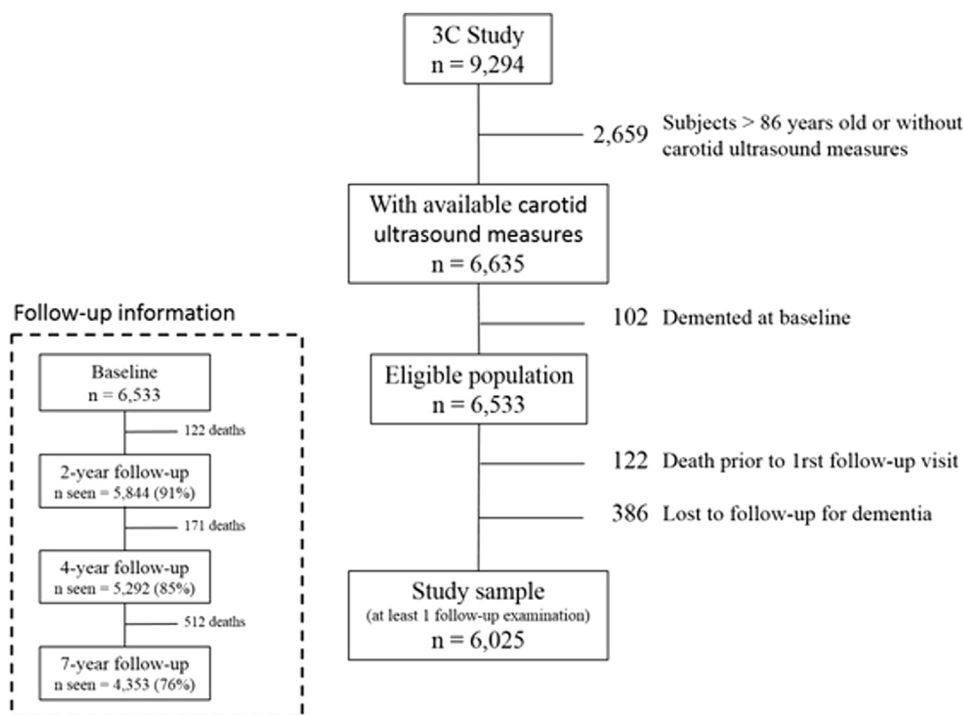 3C Study
n = 9,294
2,659 Subjects > 86 years old or without
carotid ultrasound measures
With available carotid
ultrasound measures
n = 6,635
102 Demented at baseline
Eligible population
n = 6,533
122 Death prior to 1rst follow-up visit
386 Lost to follow-up for dementia
Study sample
(at least 1 follow-up examination)
n = 6,025
Follow-up information
Baseline
n = 6,533
122 deaths
2-year follow-up
n seen = 5,844 (91%)
171 deaths
4-year follow-up
n seen = 5,292 (85%)
512 deaths
7-year follow-up
n seen = 4,353 (76%)